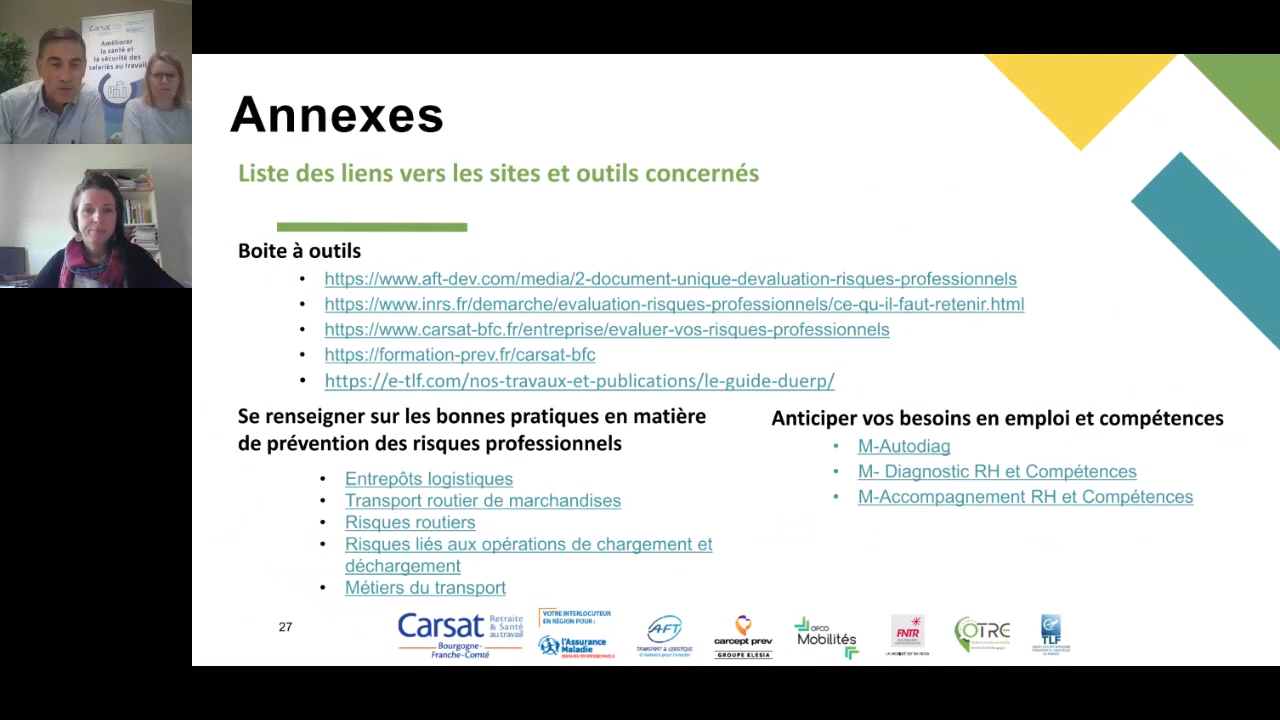 Carsat
Améliorer
la santé et
la sécurité des
salariés au travail
Annexes
Liste des liens vers les sites et outils concernés
Boite à outils
• https://www.aft-dev.com/media/2-document-unique-devaluation-risques-professionnels
• https://www.inrs.fr/demarche/evaluation-risques-professionnels/ce-qu-il-faut-retenir.html
• https://www.carsat-bfc.fr/entreprise/evaluer-vos-risques-professionnels
• https://formation-prev.fr/carsat-bfc
• https://e-tlf.com/nos-travaux-et-publications/le-guide-duerp/
Se renseigner sur les bonnes pratiques en matière
de prévention des risques professionnels
• Entrepôts logistiques
• Transport routier de marchandises
• Risques routiers
• Risques liés aux opérations de chargement et
déchargement
• Métiers du transport
Anticiper vos besoins en emploi et compétences
• M-Autodiag
• M- Diagnostic RH et Compétences
• M-Accompagnement RH et Compétences
27
Carsat
Retraite
& Santé
au travail
Bourgogne-
Franche-Comté
VOTRE INTERLOCUTEUR
EN RÉGION POUR :
l'Assurance
Maladie
RISQUES PROFESSIONNELS
AFT
TRANSPORT & LOGISTIQUE
carcept prev
GROUPE KLESIA
OPCO
Mobilités
FNTR
OTRE
TLF